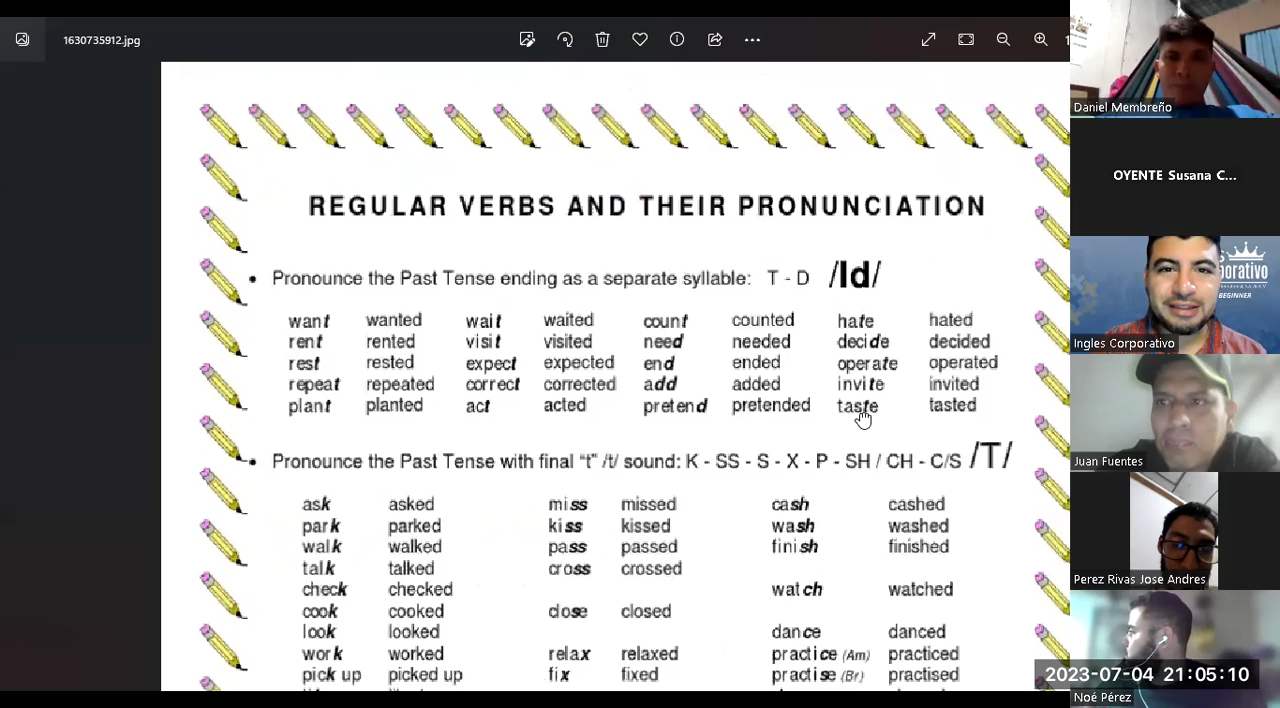 1630735912.jpg
REGULAR VERBS AND THEIR PRONUNCIATION
• Pronounce the Past Tense ending as a separate syllable: T - D /Id/
want wanted wait waited count counted hate hated
rent rented visit visited need needed decide decided
rest rested expect expected end ended operate operated
repeat repeated correct corrected add added invite invited
plant planted act acted pretend pretended taste tasted
• Pronounce the Past Tense with final “t” /t/ sound: K - SS - S - X - P - SH / CH - C/S /T/
ask asked miss missed cash cashed
park parked kiss kissed wash washed
walk walked pass passed finish finished
talk talked cross crossed
check checked watch watched
cook cooked close closed
look looked dance danced
work worked relax relaxed practice (Am) practiced
pick up picked up fix fixed practise (Br) practised
Daniel Membreño
OYENTE Susana C...
orativo
BEGINNER
Ingles Corporativo
Juan Fuentes
Perez Rivas Jose Andres
2023-07-04 21:05:10
Noé Pérez